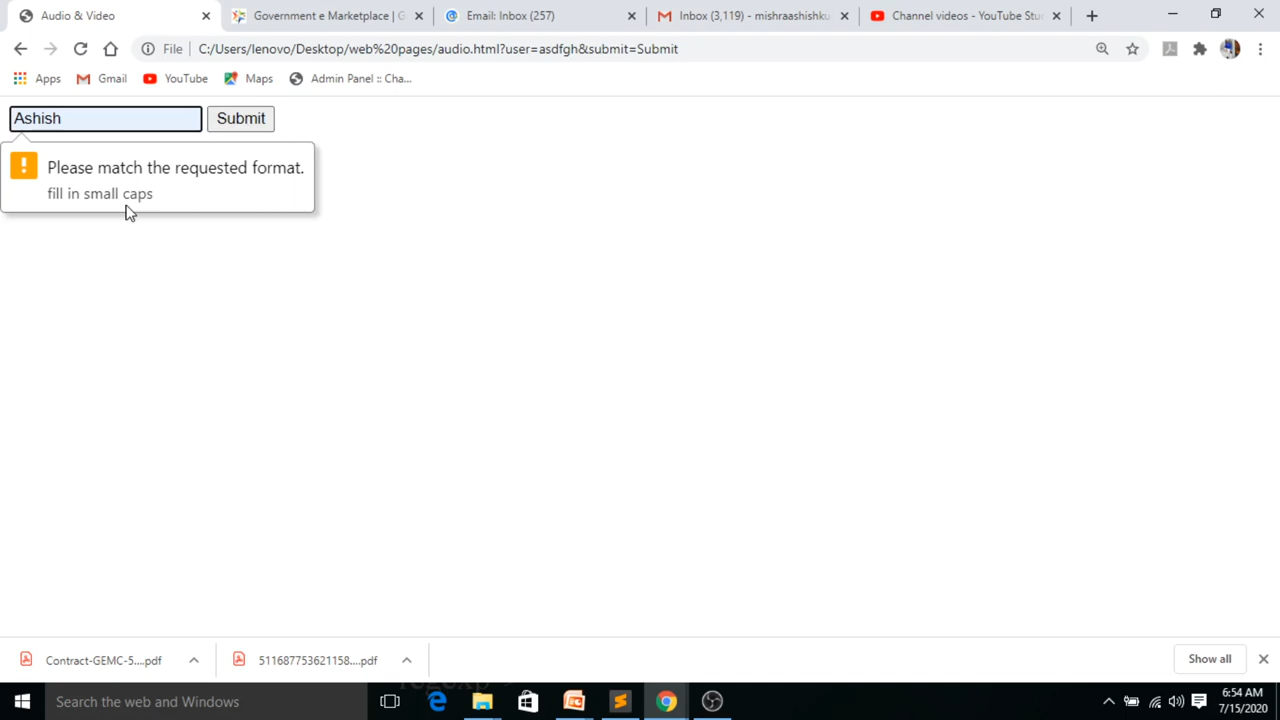 Audio & Video
Government e Marketplace | G
Email: Inbox (257)
Inbox (3,119) - mishraashishku
Channel videos - YouTube Stu
File
C:/Users/lenovo/Desktop/web%20pages/audio.html?user=asdfgh&submit=Submit
Apps
Gmail
YouTube
Maps
Admin Panel :: Cha...
Ashish
Submit
Please match the requested format.
fill in small caps
Contract-GEMC-5....pdf
511687753621158....pdf
Show all
Search the web and Windows
6:54 AM
7/15/2020